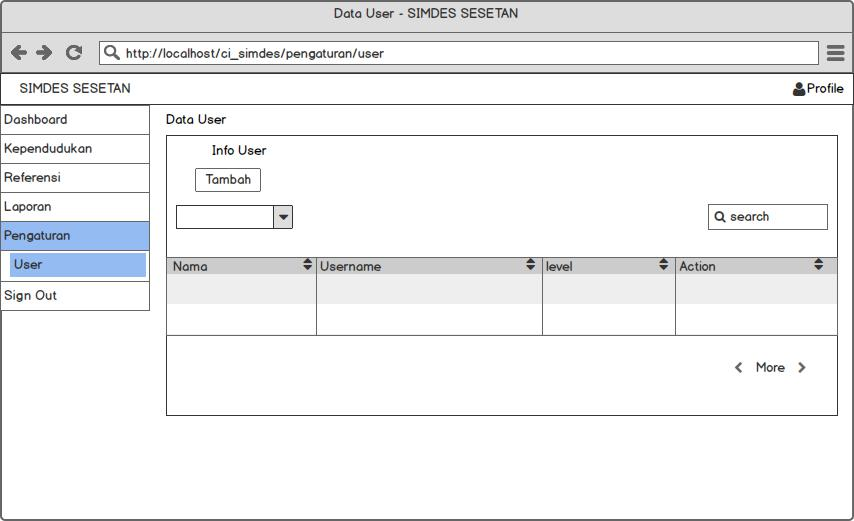 Data User - SIMDES SESETAN
http://localhost/ci_simdes/pengaturan/user
SIMDES SESETAN
Profile
Dashboard
Kependudukan
Referensi
Laporan
Pengaturan
User
Sign Out
Data User
Info User
Tambah
search
Nama Username level Action
More